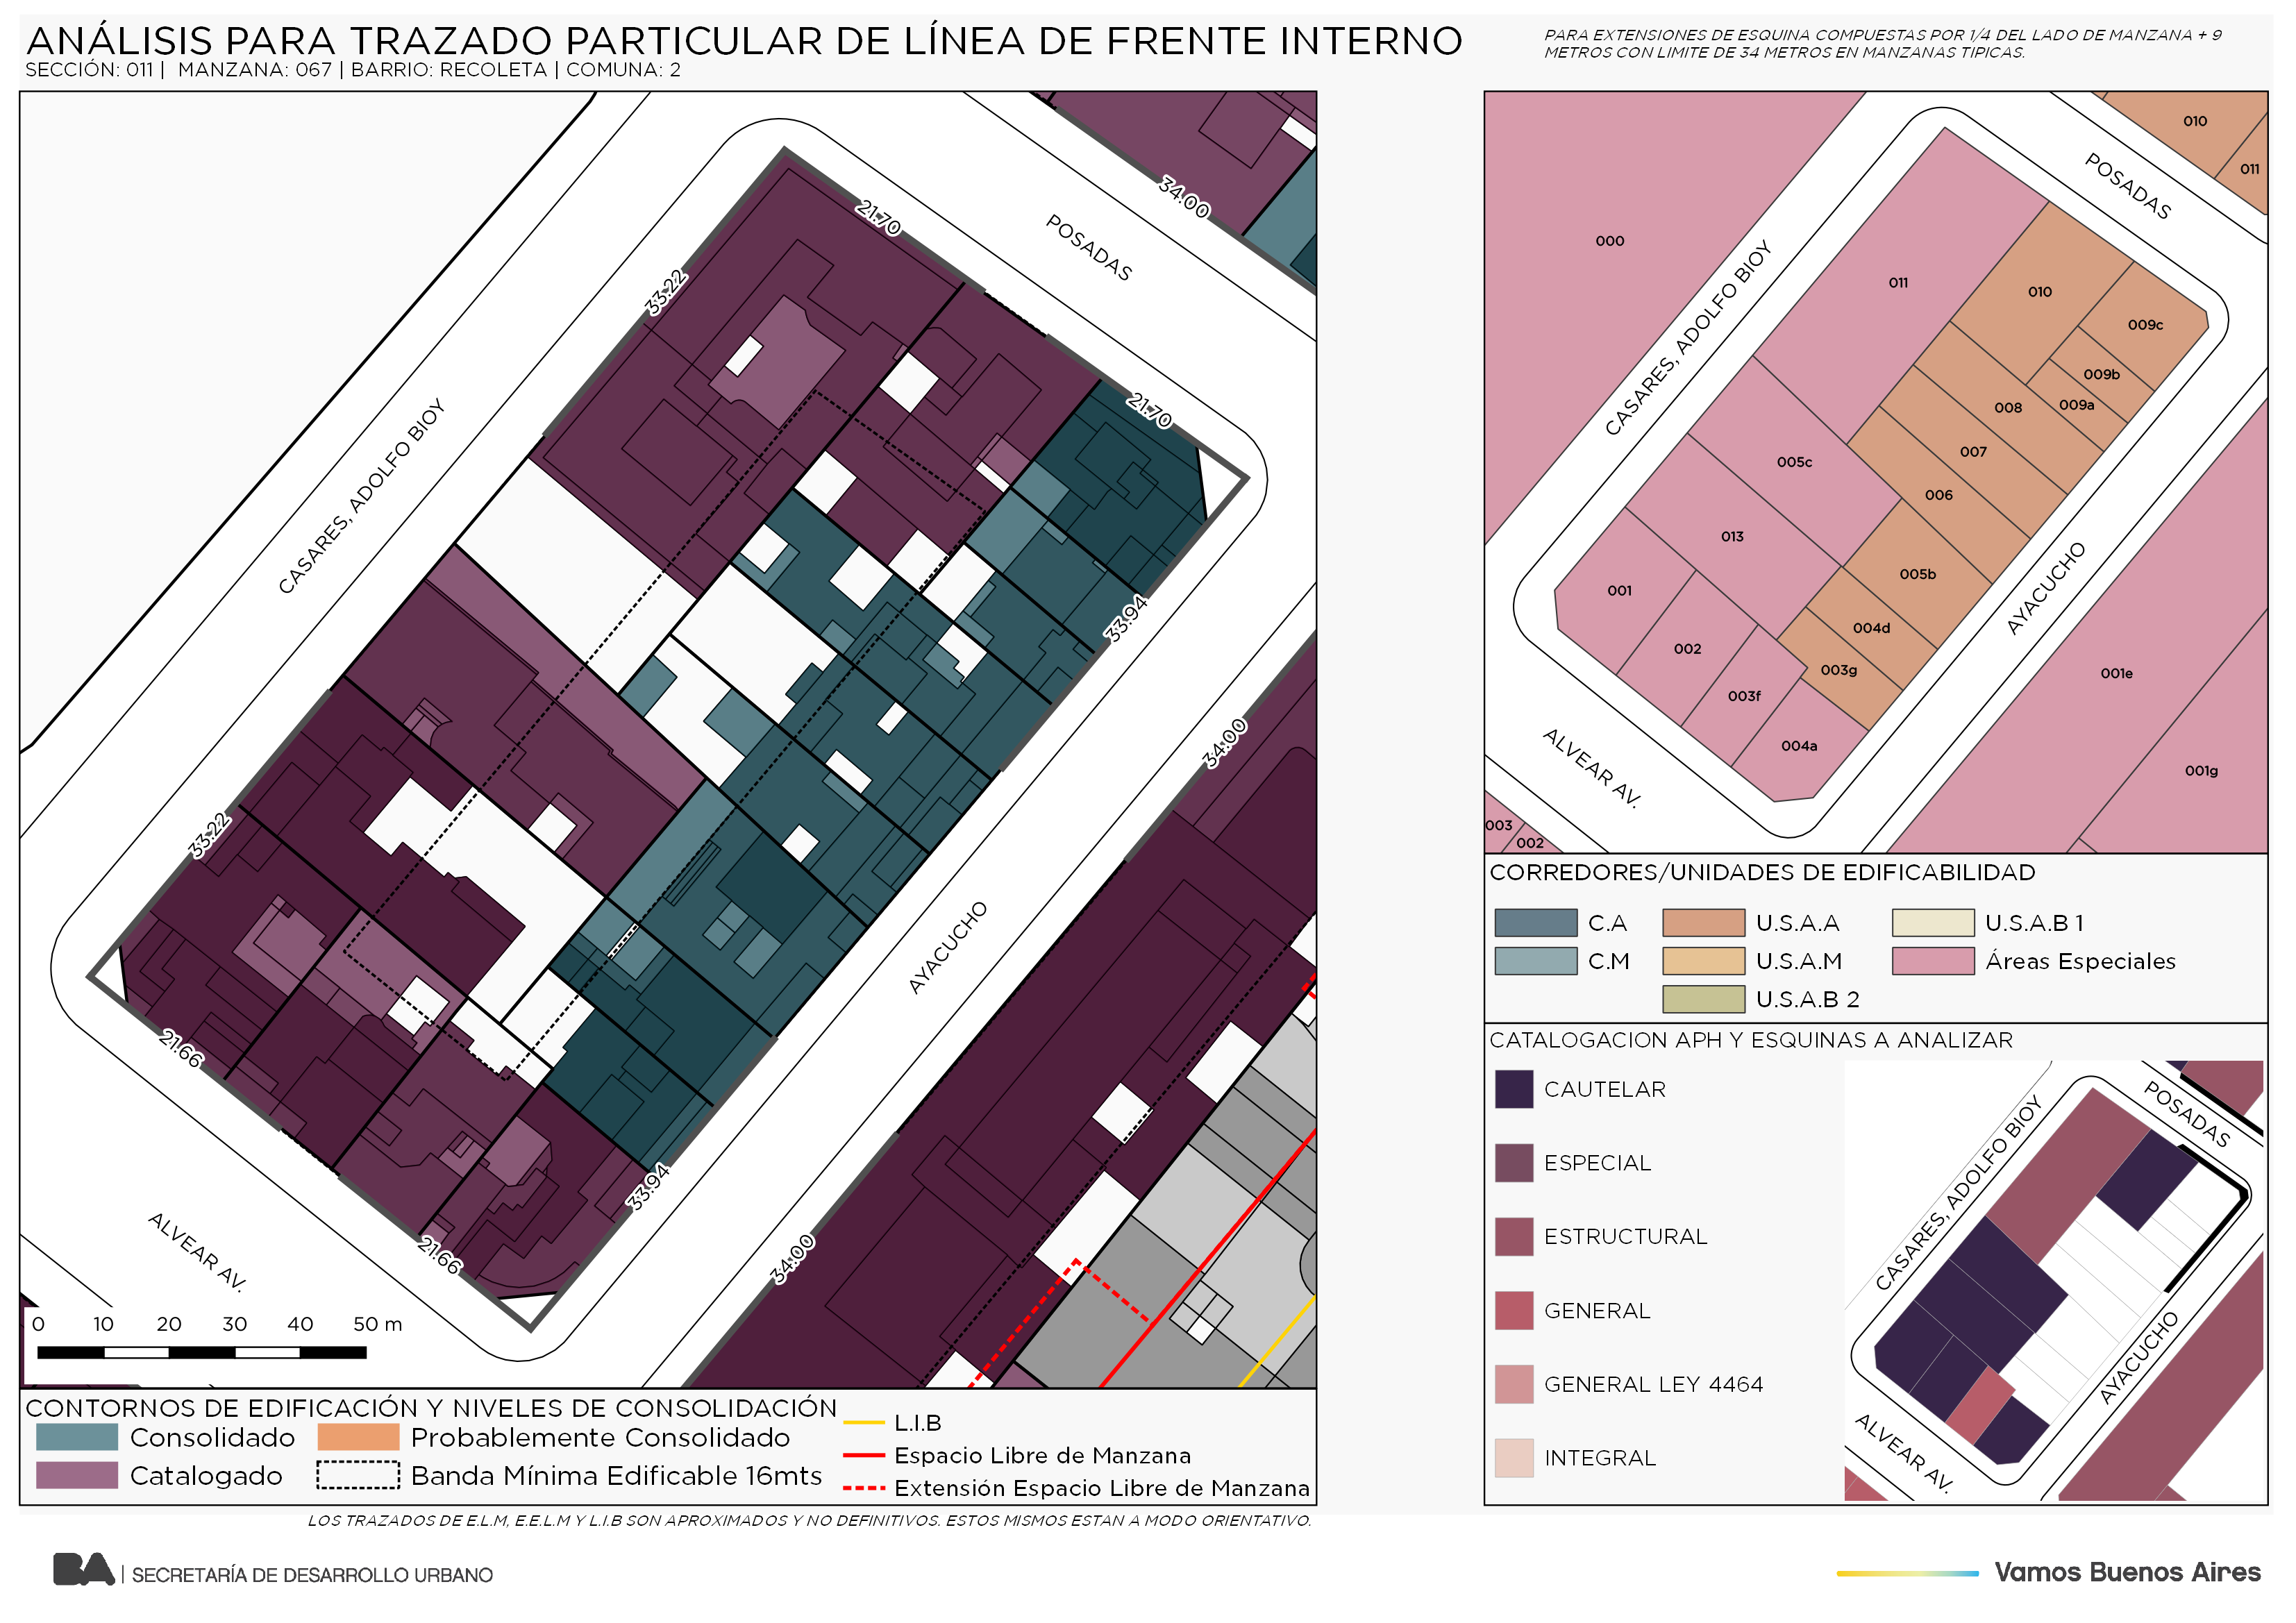 ANÁLISIS PARA TRAZADO PARTICULAR DE LÍNEA DE FRENTE INTERNO
SECCIÓN: 011 | MANZANA: 067 | BARRIO: RECOLETA | COMUNA: 2
PARA EXTENSIONES DE ESQUINA COMPUESTAS POR 1/4 DEL LADO DE MANZANA + 9
METROS CON LIMITE DE 34 METROS EN MANZANAS TIPICAS.
34.00
21.70
POSADAS
33.22
21.70
CASARES, ADOLFO BIOY
33.94
34.00
33.22
AYACUCHO
21.66
33.94
21.66
34.00
ALVEAR AV.
0 10 20 30 40 50 m
CONTORNOS DE EDIFICACIÓN Y NIVELES DE CONSOLIDACIÓN
Consolidado
Probablemente Consolidado
Catalogado
Banda Mínima Edificable 16mts
L.I.B
Espacio Libre de Manzana
Extensión Espacio Libre de Manzana
LOS TRAZADOS DE E.L.M, E.E.L.M Y L.I.B SON APROXIMADOS Y NO DEFINITIVOS. ESTOS MISMOS ESTAN A MODO ORIENTATIVO.
010
011
POSADAS
000
011
010
009c
CASARES, ADOLFO BIOY
009b
009a
008
007
005c
006
013
005b
001
AYACUCHO
004d
002
003g
001e
003f
004a
ALVEAR AV.
001g
003
002
CORREDORES/UNIDADES DE EDIFICABILIDAD
C.A
U.S.A.A
U.S.A.B 1
C.M
U.S.A.M
Áreas Especiales
U.S.A.B 2
CATALOGACION APH Y ESQUINAS A ANALIZAR
CAUTELAR
ESPECIAL
ESTRUCTURAL
GENERAL
GENERAL LEY 4464
INTEGRAL
POSADAS
CASARES, ADOLFO BIOY
AYACUCHO
ALVEAR AV.
BA | SECRETARÍA DE DESARROLLO URBANO
Vamos Buenos Aires